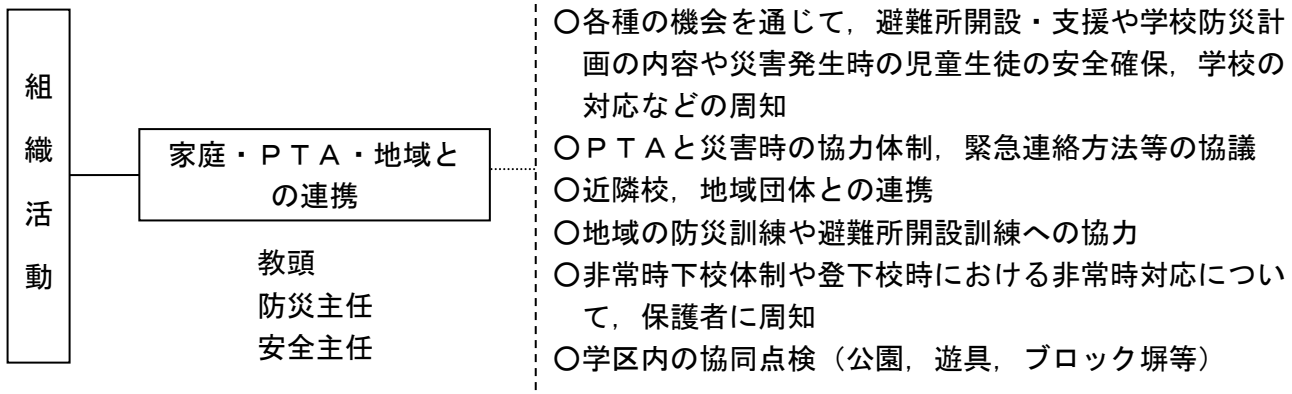 組織活動
家庭・ＰＴＡ・地域と
の連携
教頭
防災主任
安全主任
〇各種の機会を通じて，避難所開設・支援や学校防災計
画の内容や災害発生時の児童生徒の安全確保，学校の
対応などの周知
〇ＰＴＡと災害時の協力体制，緊急連絡方法等の協議
〇近隣校，地域団体との連携
〇地域の防災訓練や避難所開設訓練への協力
〇非常時下校体制や登下校時における非常時対応につい
て，保護者に周知
〇学区内の協同点検（公園，遊具，ブロック塀等）